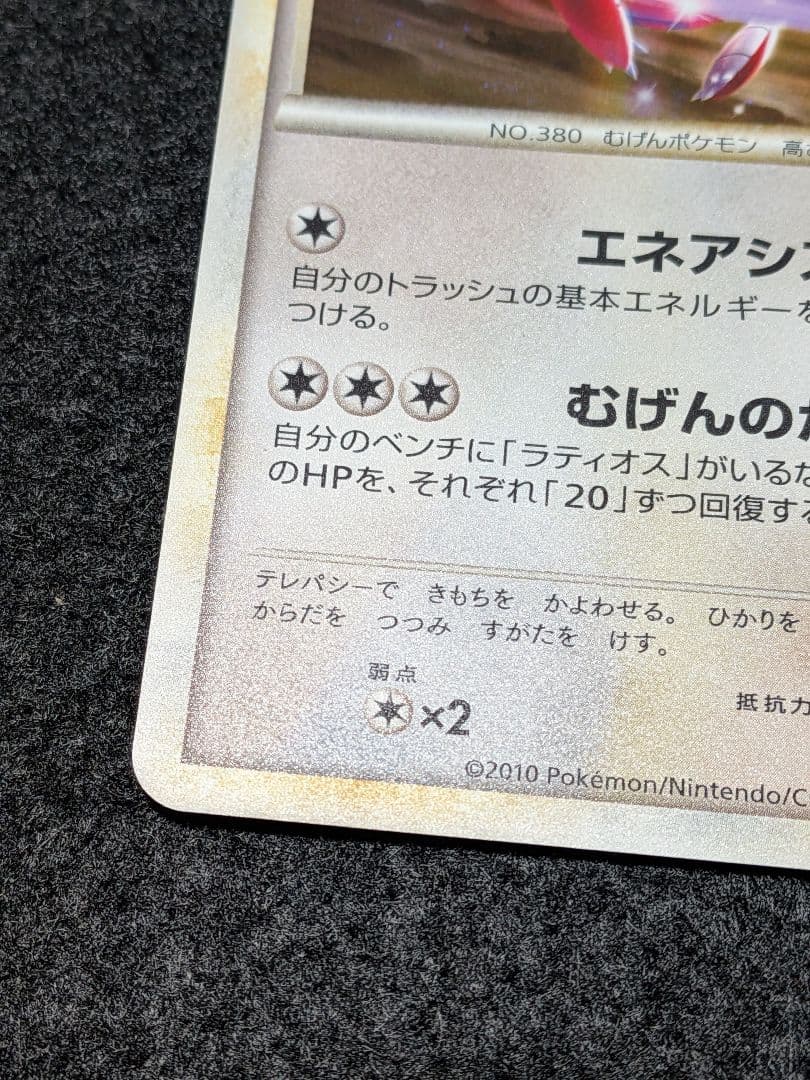 NO.380 むげんポケモン 高
エネアシ
自分のトラッシュの基本エネルギーを
つける。
むげんの
自分のベンチに「ラティオス」がいるな
のHPを、それぞれ「20」ずつ回復する
テレパシーで きもちを かよわせる。 ひかりを
からだを つつみ すがたを けす。
弱点
×2
抵抗力
©2010 Pokémon/Nintendo/C